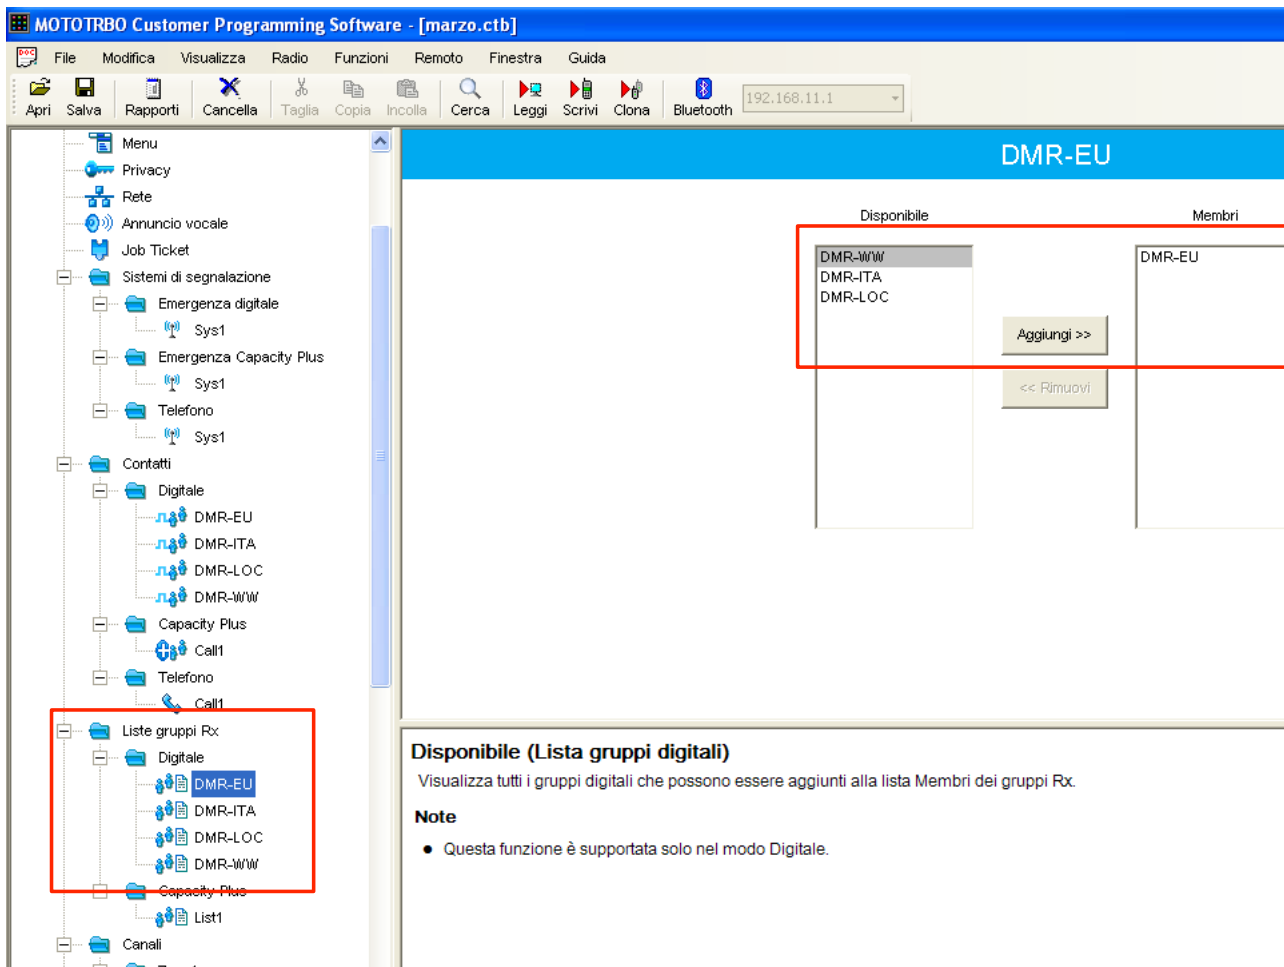 MOTOTRBO Customer Programming Software - [marzo.ctb]
File Modifica Visualizza Radio Funzioni Remoto Finestra Guida
Apri Salva Rapporti Cancella Taglia Copia Incolla Cerca Leggi Scrivi Clona Bluetooth 192.168.11.1
Menu
Privacy
Rete
Annuncio vocale
Job Ticket
Sistemi di segnalazione
Emergenza digitale
Sys1
Emergenza Capacity Plus
Sys1
Telefono
Sys1
Contatti
Digitale
DMR-EU
DMR-ITA
DMR-LOC
DMR-WW
Capacity Plus
Call1
Telefono
Call1
Liste gruppi Rx
Digitale
DMR-EU
DMR-ITA
DMR-LOC
DMR-WW
Capacity Plus
List1
Canali
DMR-EU
Disponibile Membri
DMR-WW DMR-EU
DMR-ITA
DMR-LOC
Aggiungi >>
<< Rimuovi
Disponibile (Lista gruppi digitali)
Visualizza tutti i gruppi digitali che possono essere aggiunti alla lista Membri dei gruppi Rx.
Note
• Questa funzione è supportata solo nel modo Digitale.